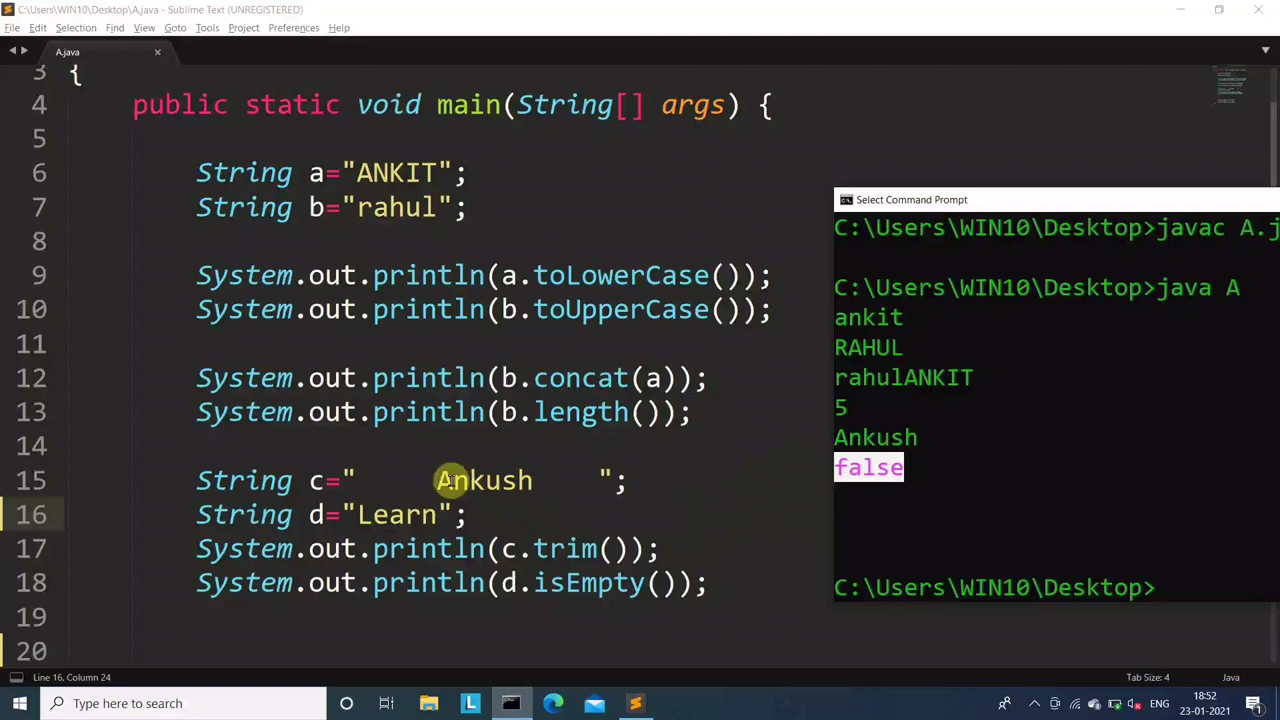 C:\Users\WIN10\Desktop\A.java - Sublime Text (UNREGISTERED)
File Edit Selection Find View Goto Tools Project Preferences Help
A.java
3 {
4 public static void main(String[] args) {
5
6 String a="ANKIT";
7 String b="rahul";
8
9 System.out.println(a.toLowerCase());
10 System.out.println(b.toUpperCase());
11
12 System.out.println(b.concat(a));
13 System.out.println(b.length());
14
15 String c="     Ankush    ";
16 String d="Learn";
17 System.out.println(c.trim());
18 System.out.println(d.isEmpty());
19
20
Select Command Prompt
C:\Users\WIN10\Desktop>javac A.j
C:\Users\WIN10\Desktop>java A
ankit
RAHUL
rahulANKIT
5
Ankush
false
C:\Users\WIN10\Desktop>
Line 16, Column 24
Tab Size: 4
Java
Type here to search
L
ENG
18:52
23-01-2021
1